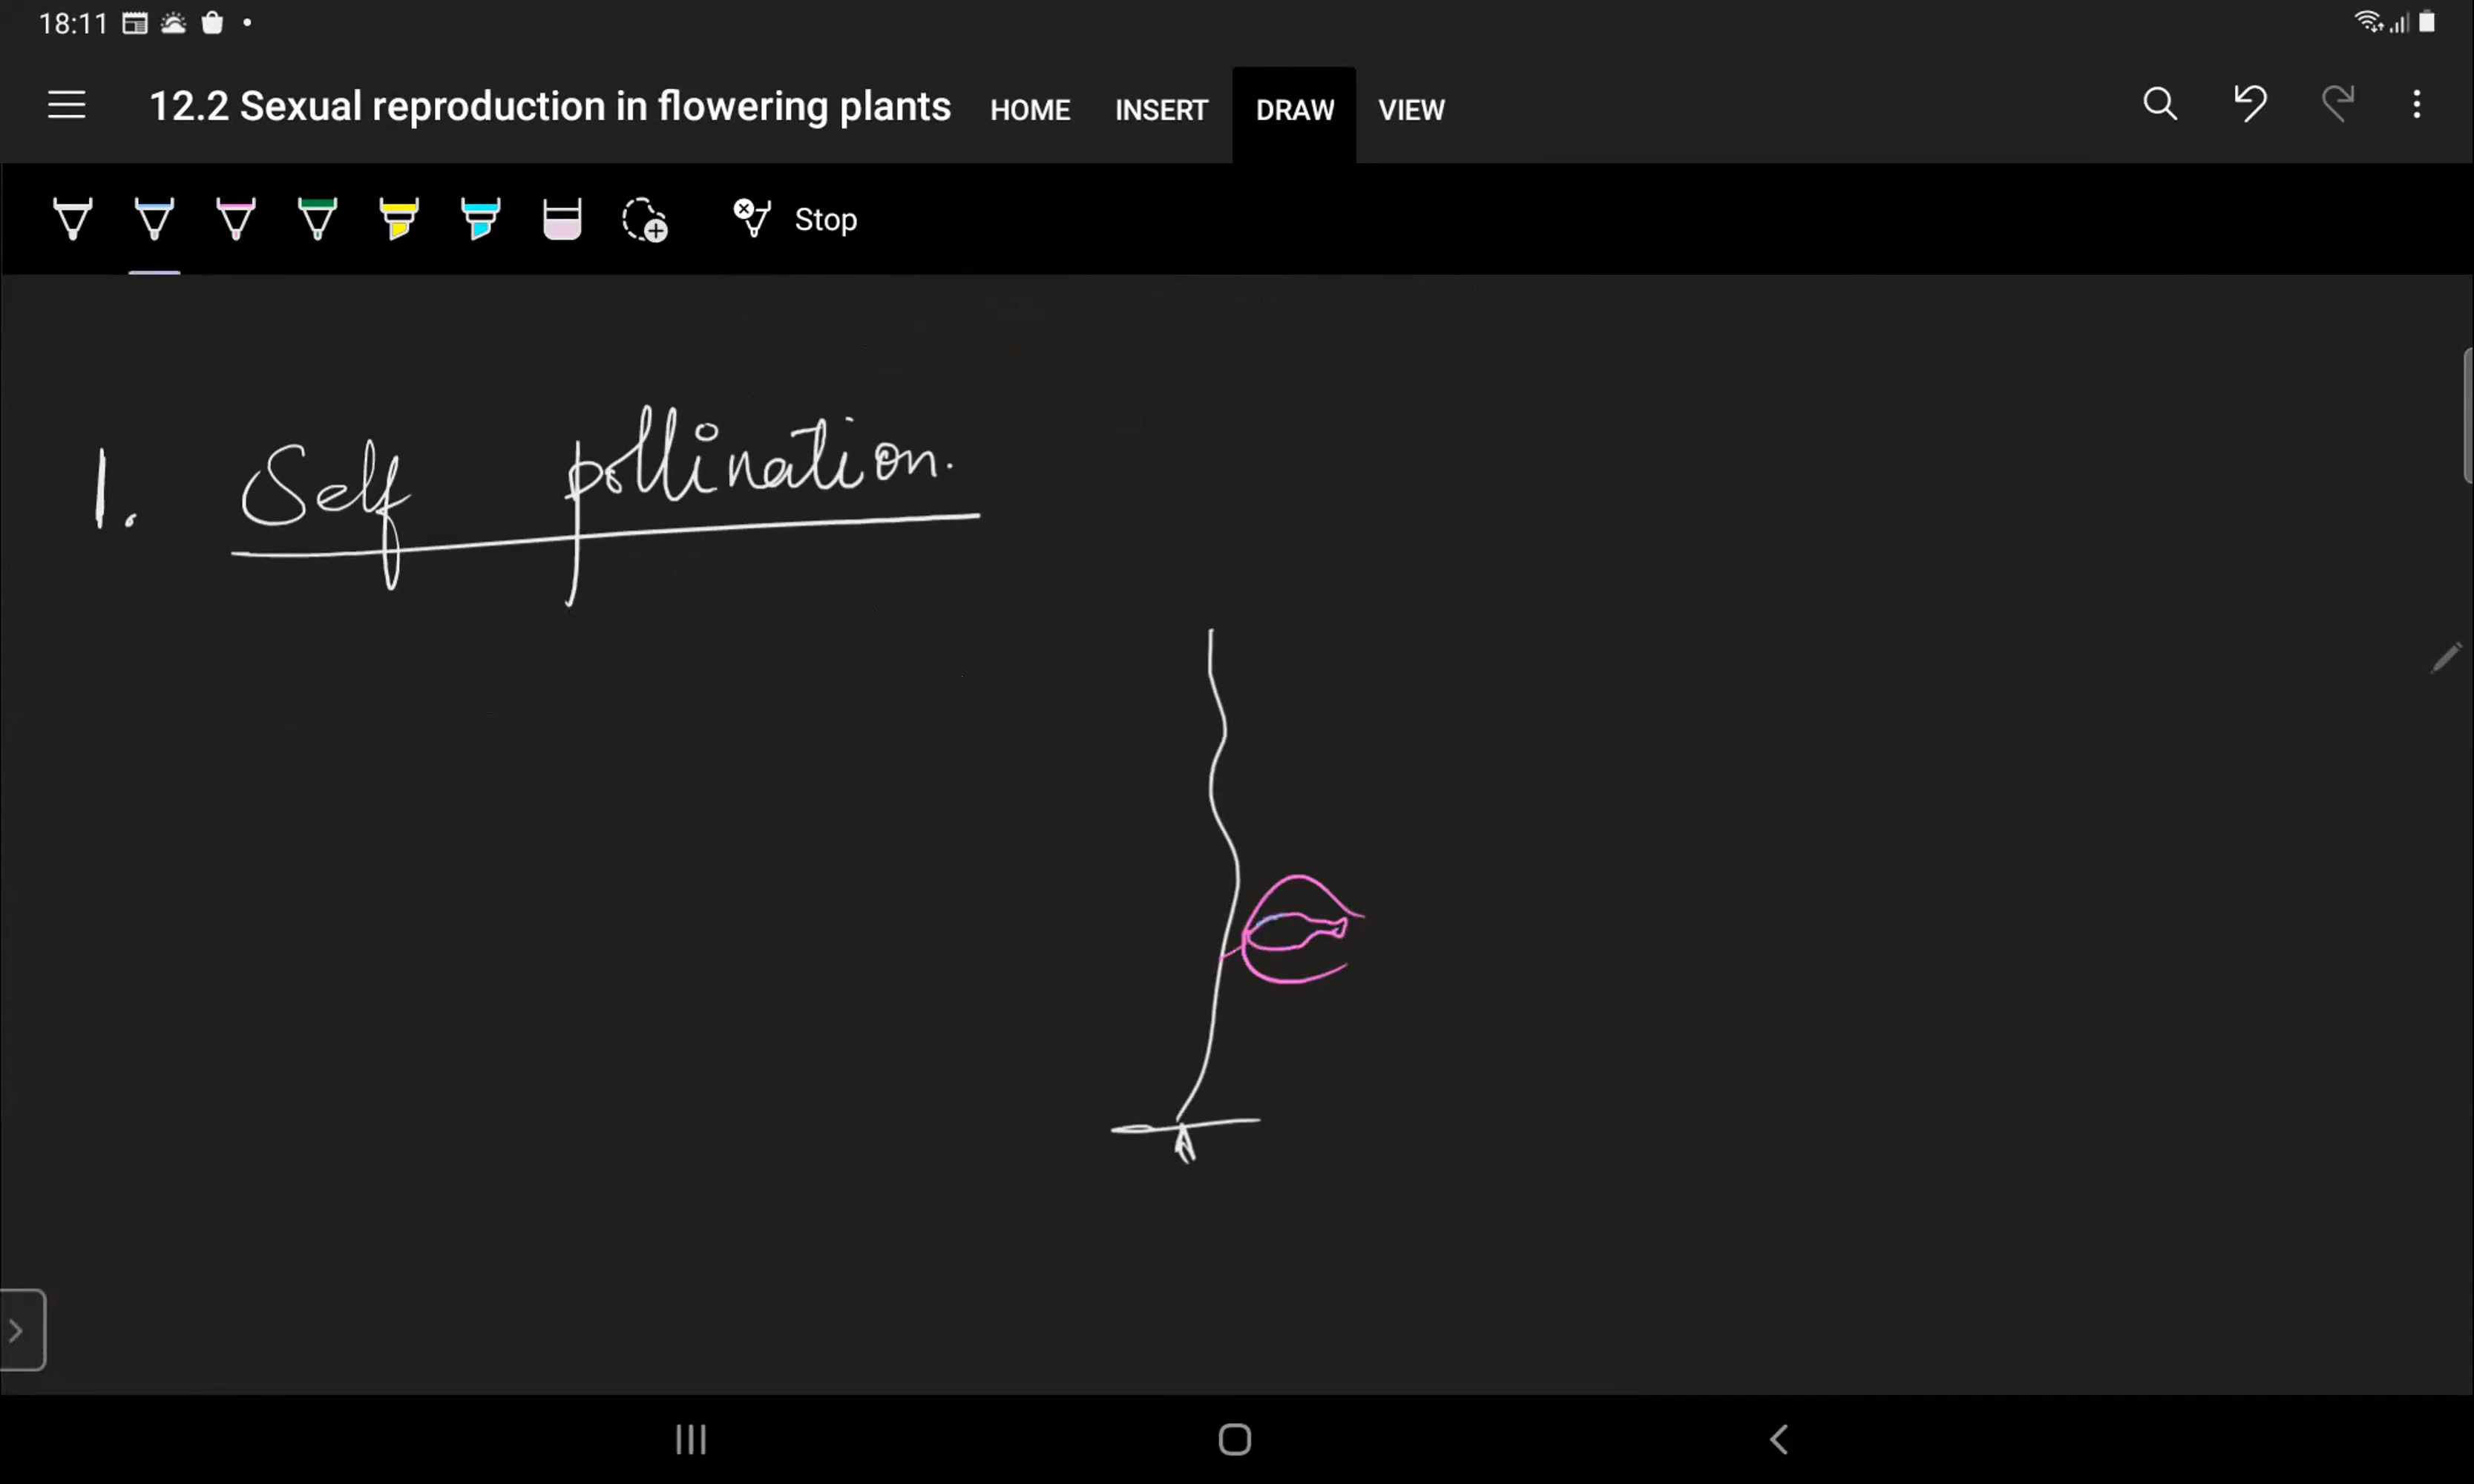 18:11
12.2 Sexual reproduction in flowering plants HOME INSERT DRAW VIEW
Stop
1. Self pollination.